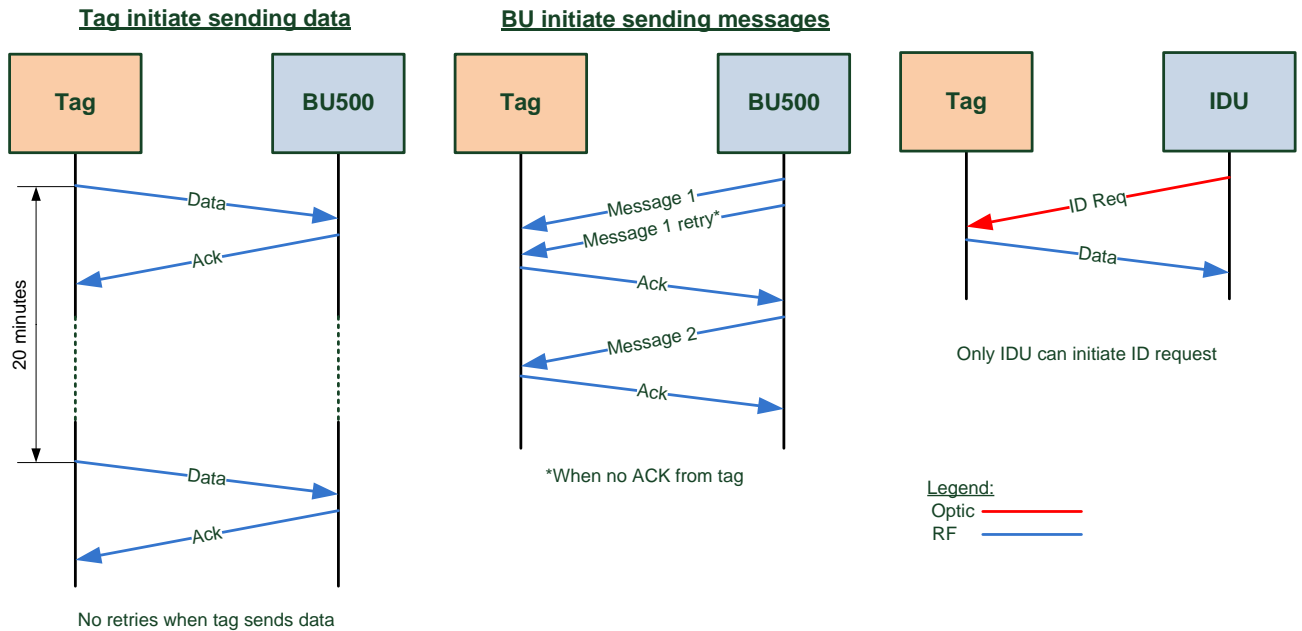 Tag initiate sending data
Tag
BU500
Data
Ack
20 minutes
Data
Ack
No retries when tag sends data
BU initiate sending messages
Tag
BU500
Message 1
Message 1 retry*
Ack
Message 2
Ack
*When no ACK from tag
Tag
IDU
ID Req
Data
Only IDU can initiate ID request
Legend:
Optic
RF